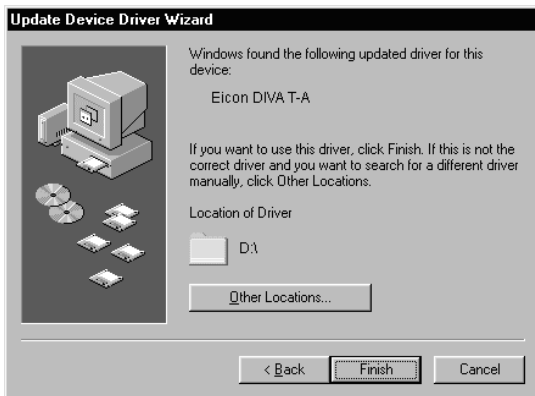 Update Device Driver Wizard
Windows found the following updated driver for this
device:
Eicon DIVA T-A
If you want to use this driver, click Finish. If this is not the
correct driver and you want to search for a different driver
manually, click Other Locations.
Location of Driver
D:\
Other Locations...
< Back
Finish
Cancel